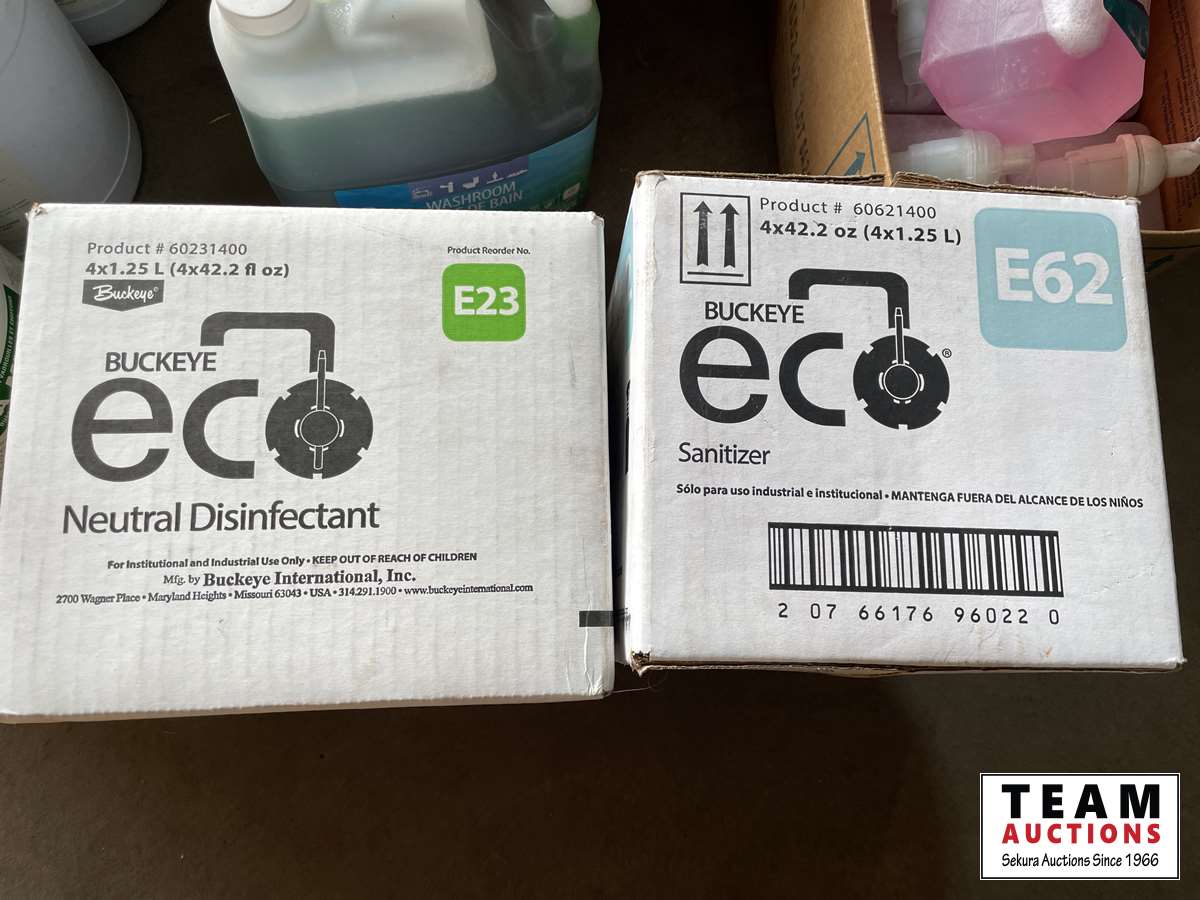 WASHROOM
DE BAIN
Product # 60231400
4x1.25 L (4x42.2 fl oz)
Buckeye®
Product Reorder No.
E23
BUCKEYE
eco
Neutral Disinfectant
For Institutional and Industrial Use Only • KEEP OUT OF REACH OF CHILDREN
Mfg. by Buckeye International, Inc.
2700 Wagner Place • Maryland Heights • Missouri 63043 • USA • 314.291.1900 • www.buckeyeinternational.com
Product # 60621400
4x42.2 oz (4x1.25 L)
E62
BUCKEYE
eco®
Sanitizer
Sólo para uso industrial e institucional • MANTENGA FUERA DEL ALCANCE DE LOS NIÑOS
2 07 66176 96022 0
TEAM
AUCTIONS
Sekura Auctions Since 1966